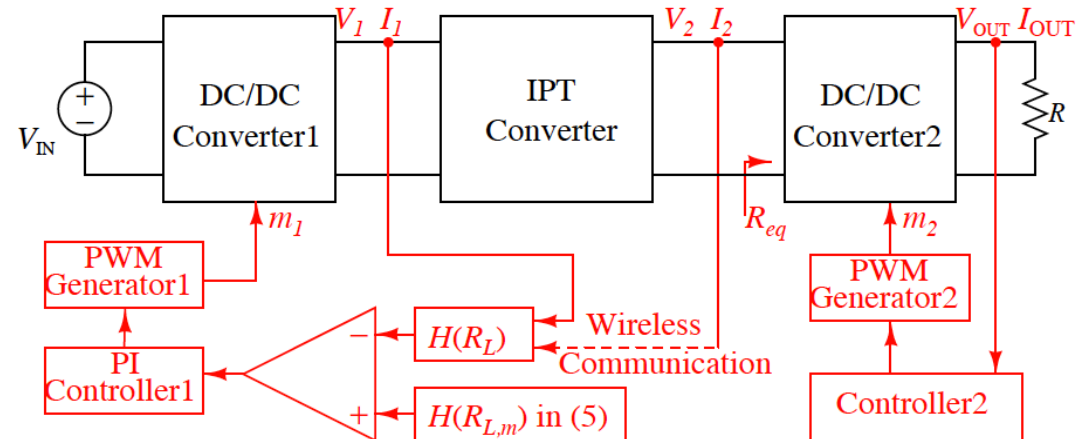 V1 I1
V2 I2
VOUT IOUT
+
−
VIN
DC/DC
Converter1
IPT
Converter
DC/DC
Converter2
R
m1
Req
m2
PWM
Generator1
PWM
Generator2
PI
Controller1
−
+
H(RL)
Wireless
Communication
H(RL,m) in (5)
Controller2